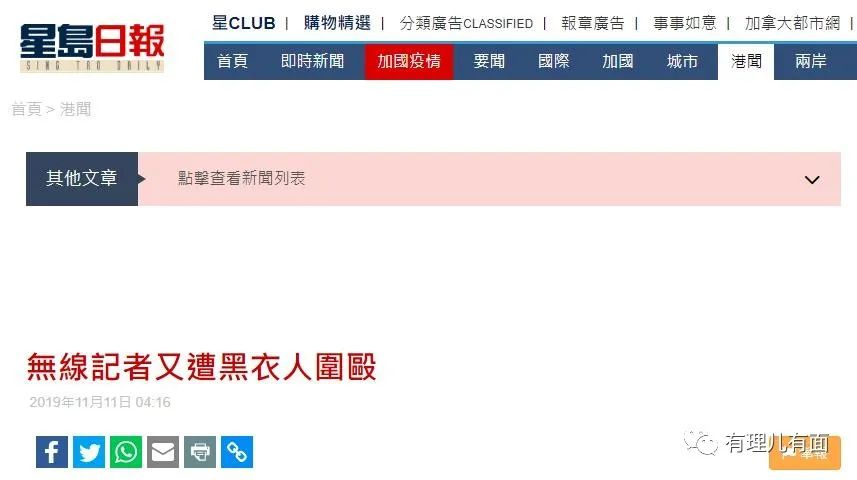 星島日報
SING TAO DAILY
星CLUB | 購物精選 | 分類廣告CLASSIFIED | 報章廣告 | 事事如意 | 加拿大都市網 |
首頁 即時新聞 加國疫情 要聞 國際 加國 城市 港聞 兩岸
首頁 > 港聞
其他文章 點擊查看新聞列表
無線記者又遭黑衣人圍毆
2019年11月11日 04:16
有理儿有面
舉報